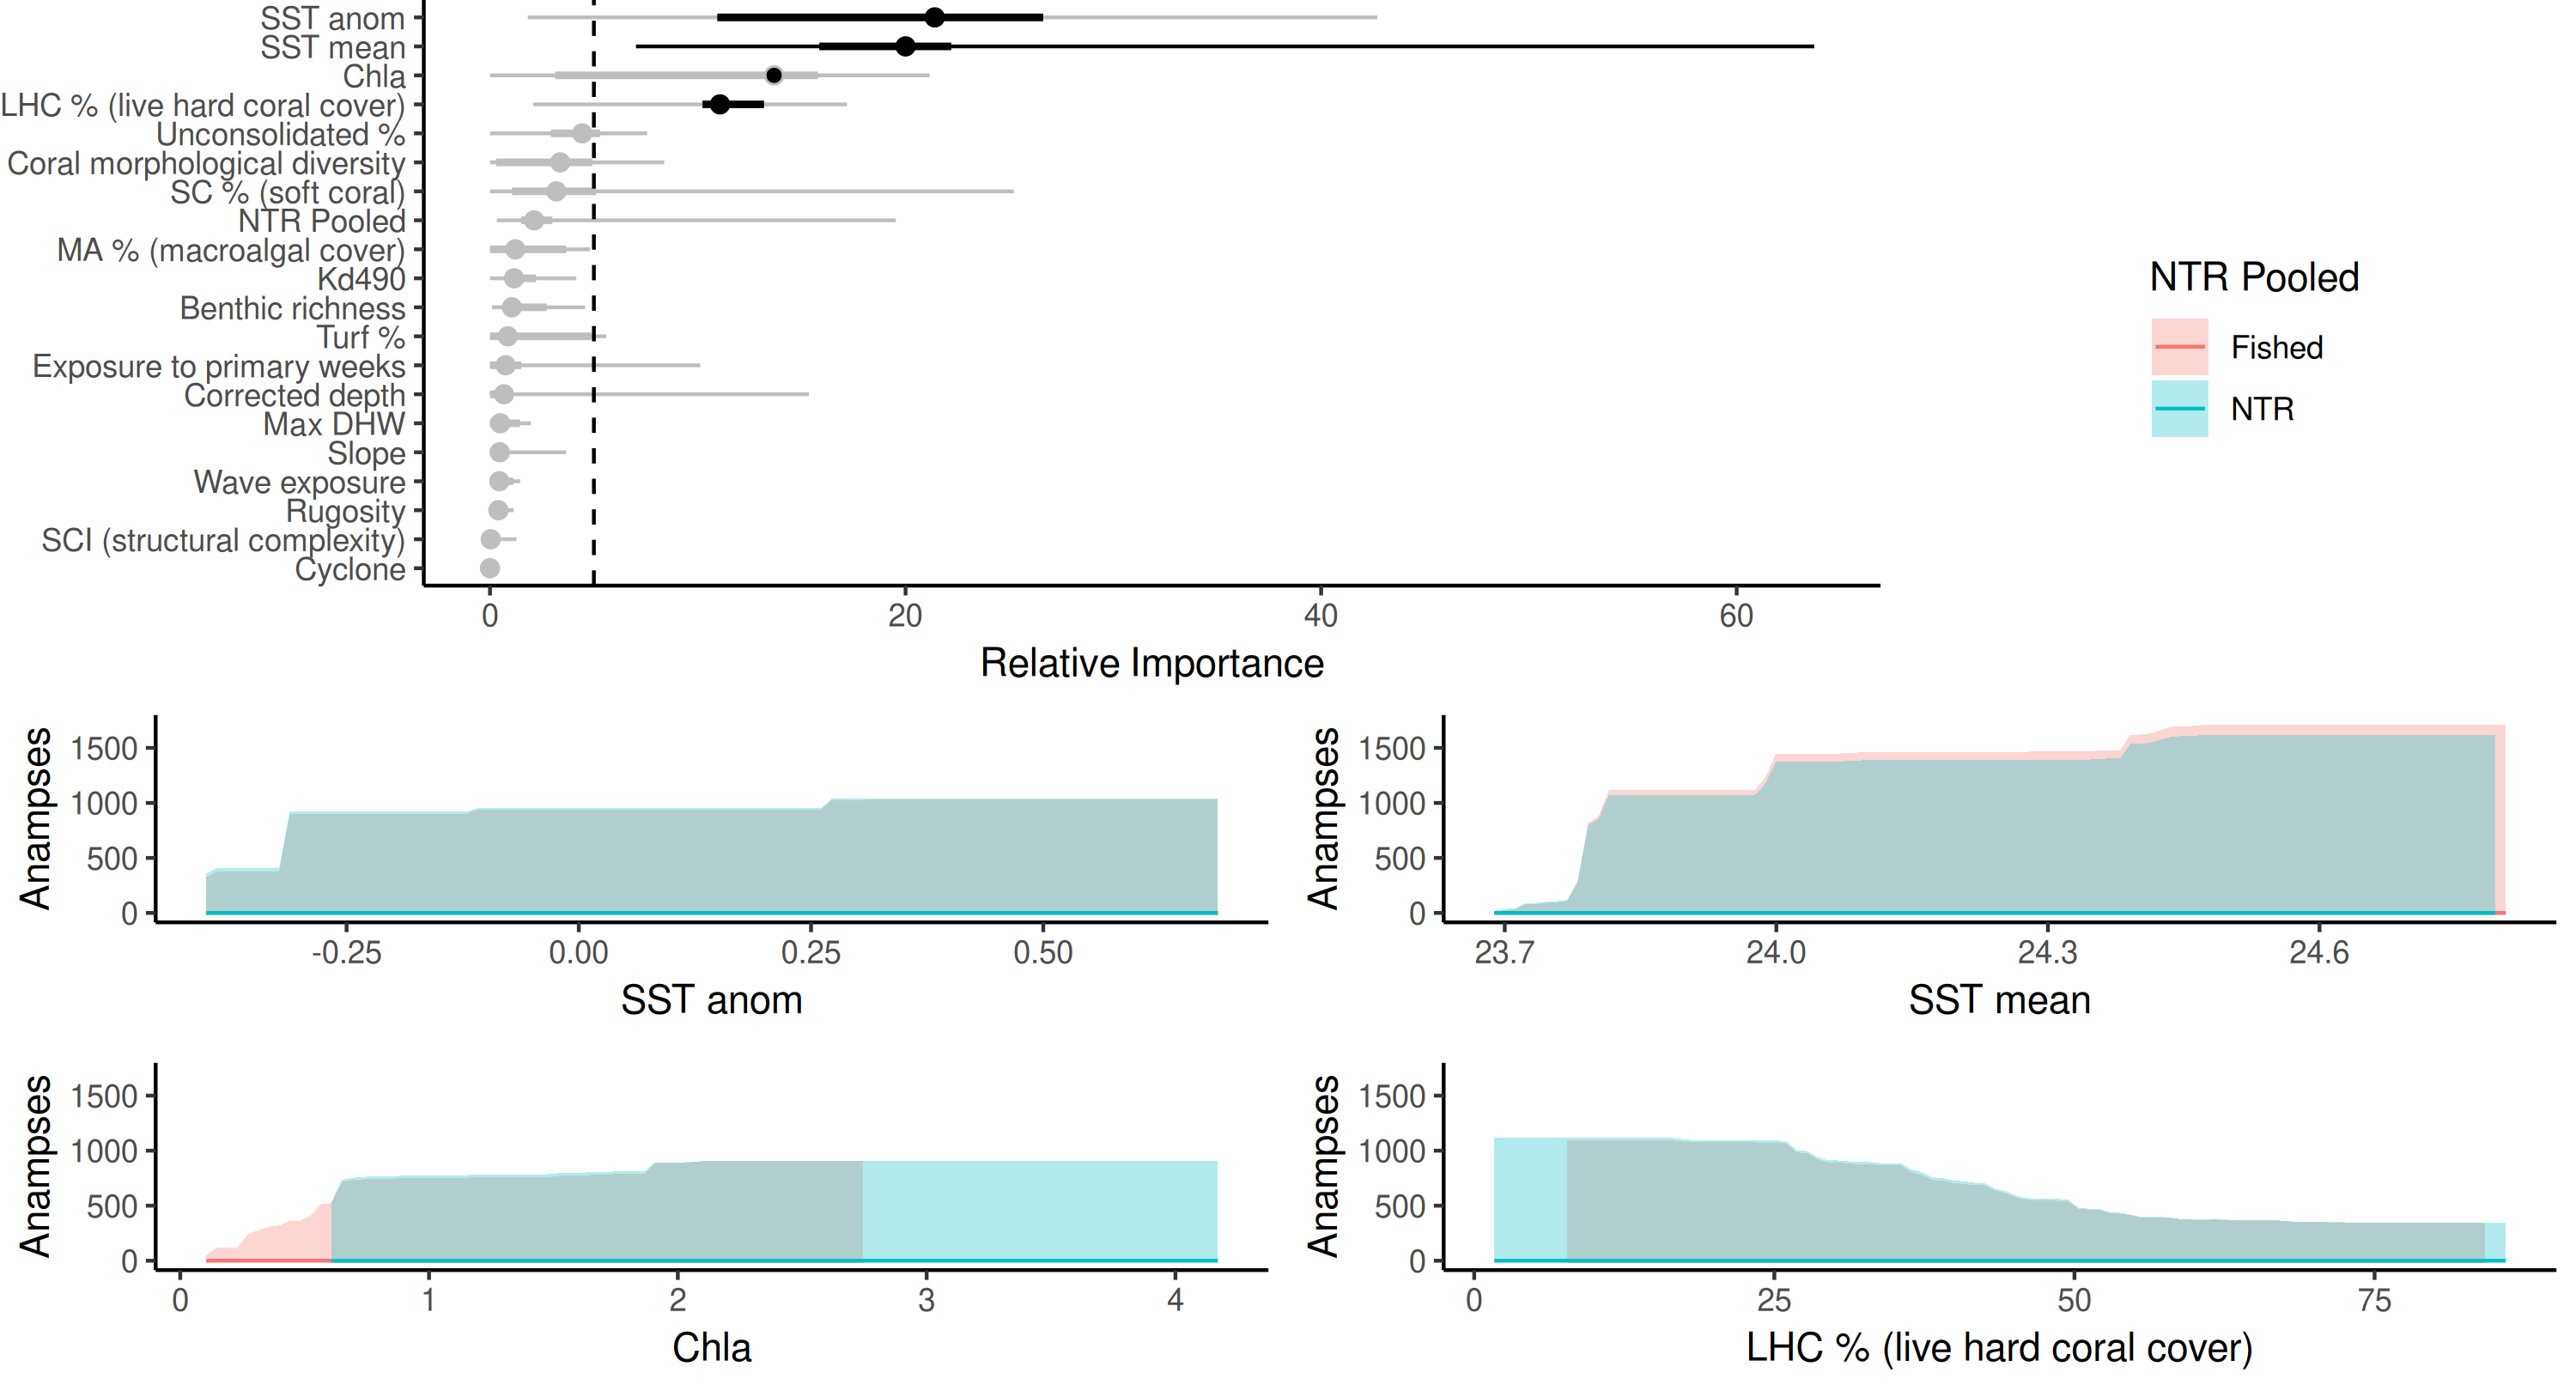 SST anom
SST mean
Chla
LHC % (live hard coral cover)
Unconsolidated %
Coral morphological diversity
SC % (soft coral)
NTR Pooled
MA % (macroalgal cover)
Kd490
Benthic richness
Turf %
Exposure to primary weeks
Corrected depth
Max DHW
Slope
Wave exposure
Rugosity
SCI (structural complexity)
Cyclone
0 20 40 60
Relative Importance
NTR Pooled
Fished
NTR
Anampses
1500
1000
500
0
-0.25 0.00 0.25 0.50
SST anom
Anampses
1500
1000
500
0
23.7 24.0 24.3 24.6
SST mean
Anampses
1500
1000
500
0
0 1 2 3 4
Chla
Anampses
1500
1000
500
0
0 25 50 75
LHC % (live hard coral cover)